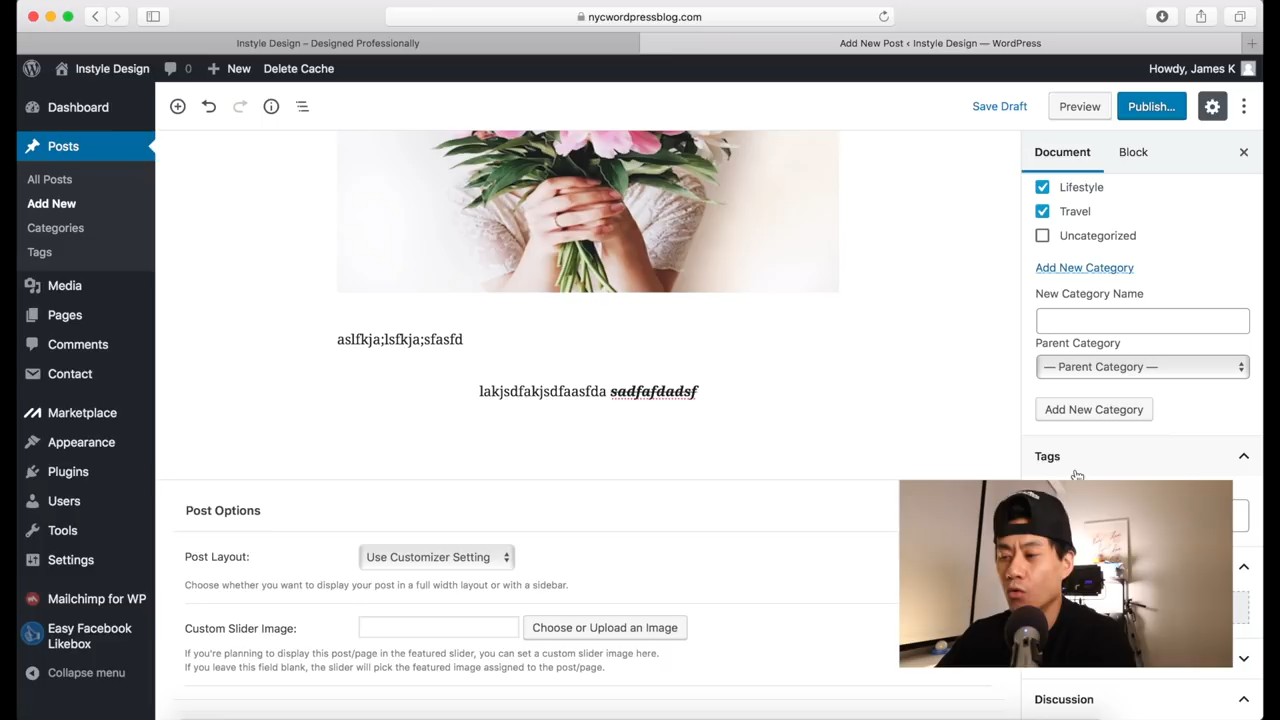 nycwordpressblog.com
Instyle Design – Designed Professionally
Add New Post ‹ Instyle Design — WordPress
Instyle Design
0
New
Delete Cache
Howdy, James K
Dashboard
Posts
All Posts
Add New
Categories
Tags
Media
Pages
Comments
Contact
Marketplace
Appearance
Plugins
Users
Tools
Settings
Mailchimp for WP
Easy Facebook
Likebox
Collapse menu
Save Draft
Preview
Publish...
aslfkja;lsfkja;sfasfd
lakjsdfakjsdfaasfda sadfafdadsf
Post Options
Post Layout:
Use Customizer Setting
Choose whether you want to display your post in a full width layout or with a sidebar.
Custom Slider Image:
Choose or Upload an Image
If you're planning to display this post/page in the featured slider, you can set a custom slider image here.
If you leave this field blank, the slider will pick the featured image assigned to the post/page.
Document
Block
Lifestyle
Travel
Uncategorized
Add New Category
New Category Name
Parent Category
— Parent Category —
Add New Category
Tags
Discussion